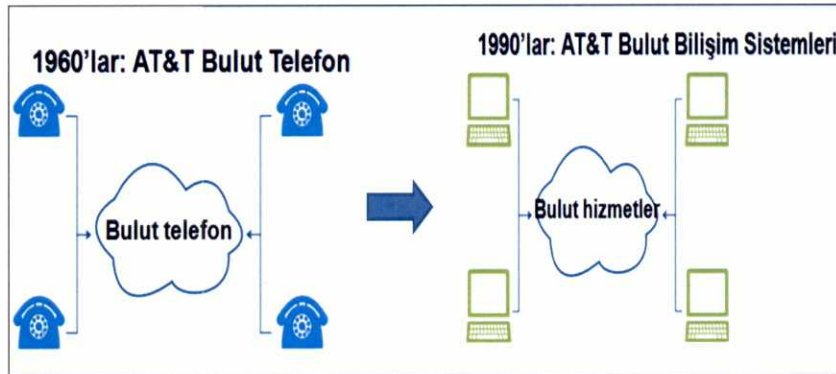 1960’lar: AT&T Bulut Telefon
Bulut telefon
1990’lar: AT&T Bulut Bilişim Sistemleri
Bulut hizmetler